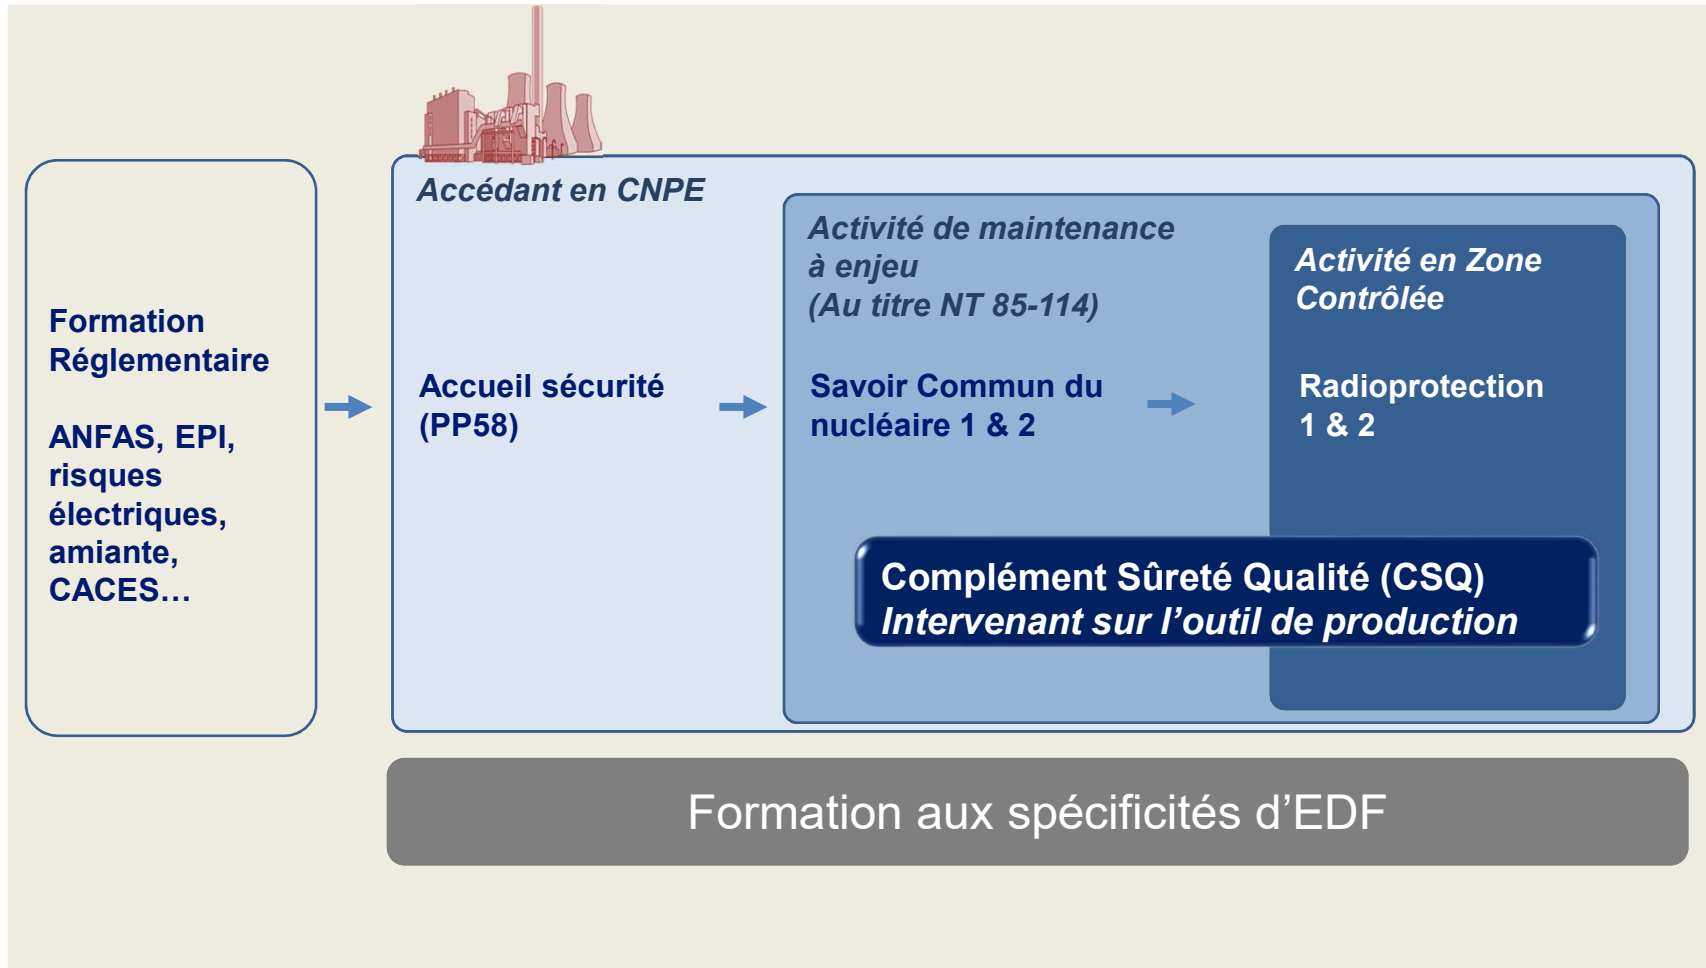 Formation
Réglementaire
ANFAS, EPI,
risques
électriques,
amiante,
CACES…
Accédant en CNPE
Accueil sécurité
(PP58)
Activité de maintenance
à enjeu
(Au titre NT 85-114)
Savoir Commun du
nucléaire 1 & 2
Activité en Zone
Contrôlée
Radioprotection
1 & 2
Complément Sûreté Qualité (CSQ)
Intervenant sur l’outil de production
Formation aux spécificités d’EDF